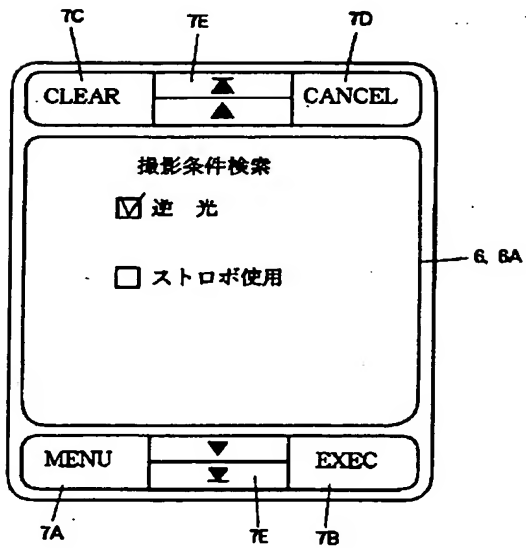 7C 7E 7D
CLEAR CANCEL
撮影条件検索
逆 光
ストロボ使用
6, 6A
MENU EXEC
7A 7E 7B